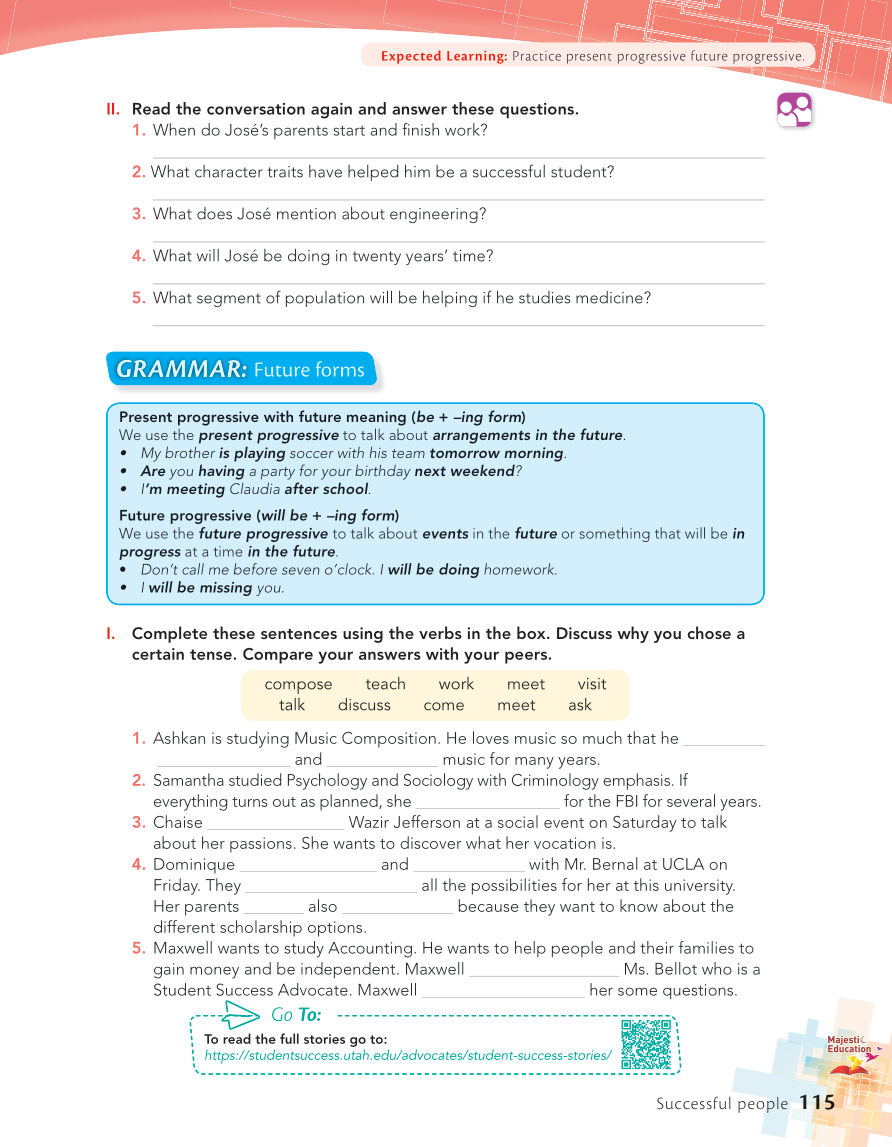 Expected Learning: Practice present progressive future progressive.
II. Read the conversation again and answer these questions.
1. When do José's parents start and finish work?
2. What character traits have helped him be a successful student?
3. What does José mention about engineering?
4. What will José be doing in twenty years' time?
5. What segment of population will be helping if he studies medicine?
GRAMMAR: Future forms
Present progressive with future meaning (be + –ing form)
We use the present progressive to talk about arrangements in the future.
• My brother is playing soccer with his team tomorrow morning.
• Are you having a party for your birthday next weekend?
• I'm meeting Claudia after school.
Future progressive (will be + –ing form)
We use the future progressive to talk about events in the future or something that will be in
progress at a time in the future.
• Don't call me before seven o'clock. I will be doing homework.
• I will be missing you.
I. Complete these sentences using the verbs in the box. Discuss why you chose a
certain tense. Compare your answers with your peers.
compose teach work meet visit
talk discuss come meet ask
1. Ashkan is studying Music Composition. He loves music so much that he
and music for many years.
2. Samantha studied Psychology and Sociology with Criminology emphasis. If
everything turns out as planned, she for the FBI for several years.
3. Chaise Wazir Jefferson at a social event on Saturday to talk
about her passions. She wants to discover what her vocation is.
4. Dominique and with Mr. Bernal at UCLA on
Friday. They all the possibilities for her at this university.
Her parents also because they want to know about the
different scholarship options.
5. Maxwell wants to study Accounting. He wants to help people and their families to
gain money and be independent. Maxwell Ms. Bellot who is a
Student Success Advocate. Maxwell her some questions.
Go To:
To read the full stories go to:
https://studentsuccess.utah.edu/advocates/student-success-stories/
Majestic
Education
Successful people 115